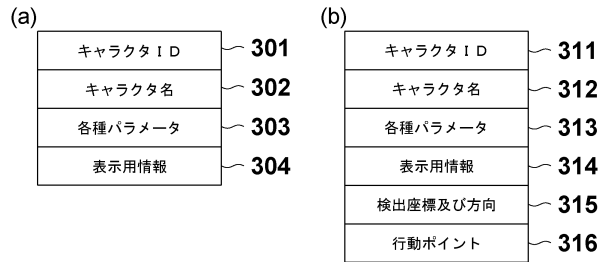 (a)
キャラクタＩＤ 301
キャラクタ名 302
各種パラメータ 303
表示用情報 304
(b)
キャラクタＩＤ 311
キャラクタ名 312
各種パラメータ 313
表示用情報 314
検出座標及び方向 315
行動ポイント 316